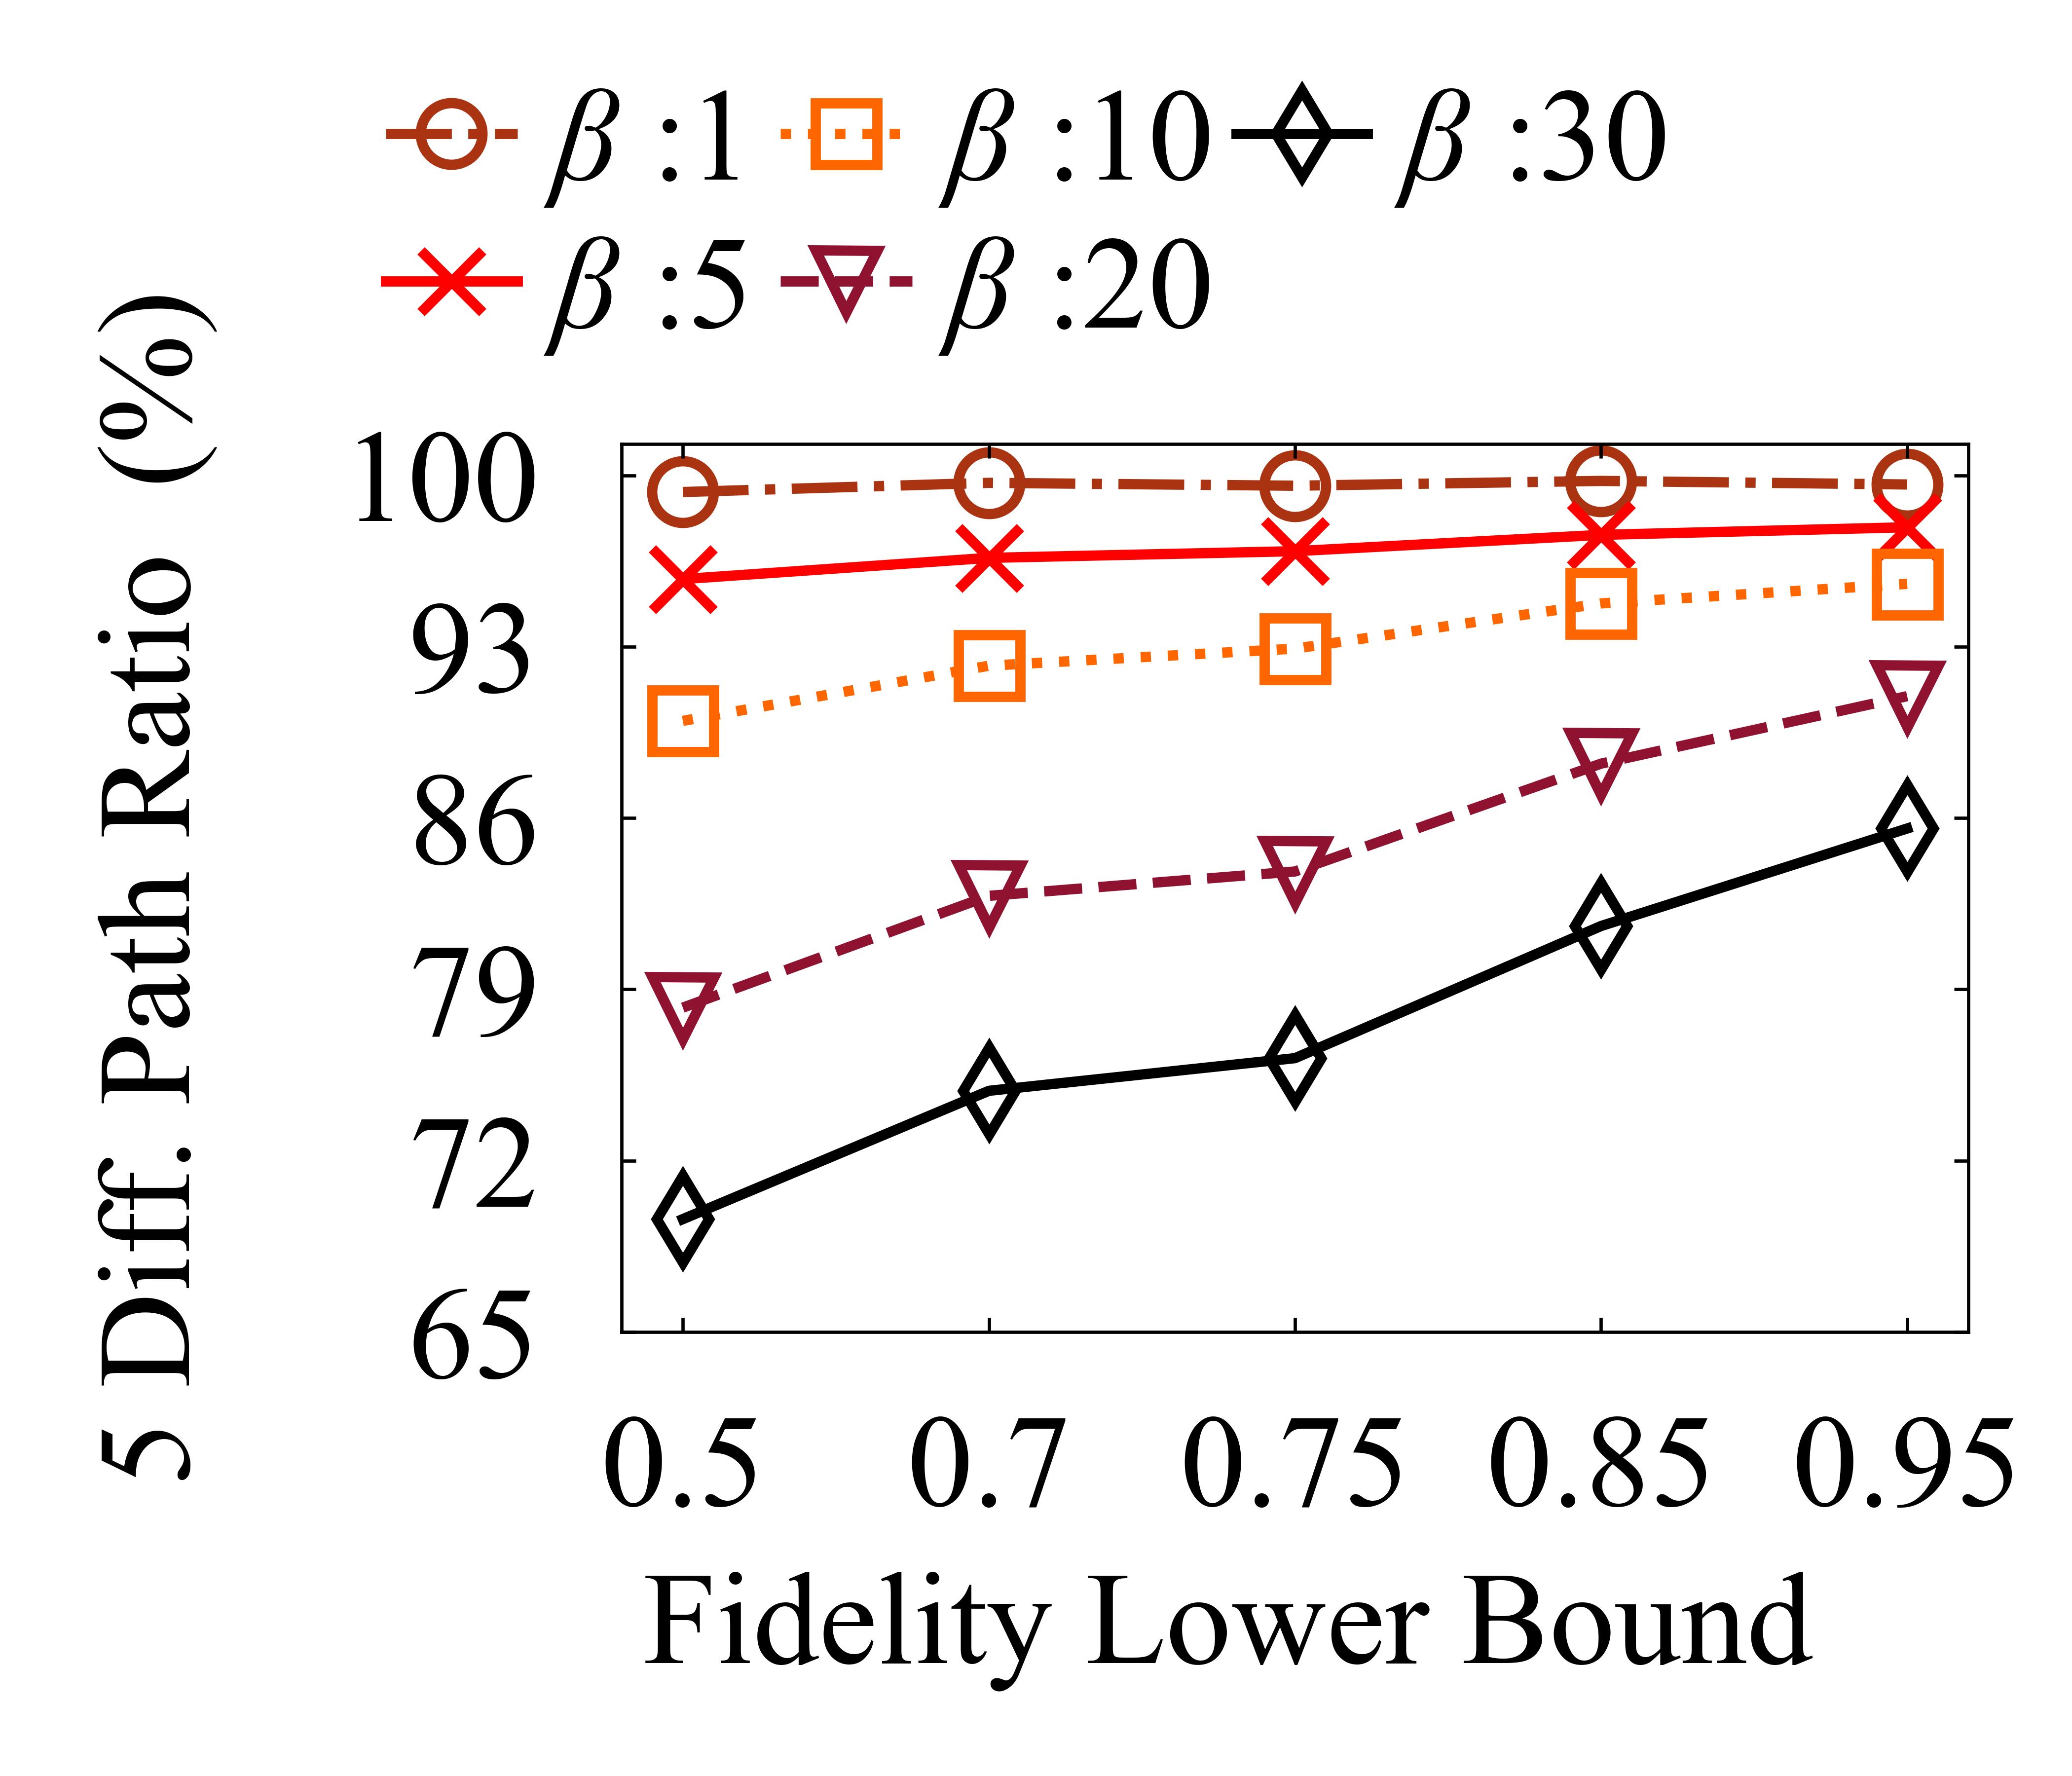 β :1 β :10 β :30
β :5 β :20
5 Diff. Path Ratio (%)
100
93
86
79
72
65
0.5 0.7 0.75 0.85 0.95
Fidelity Lower Bound